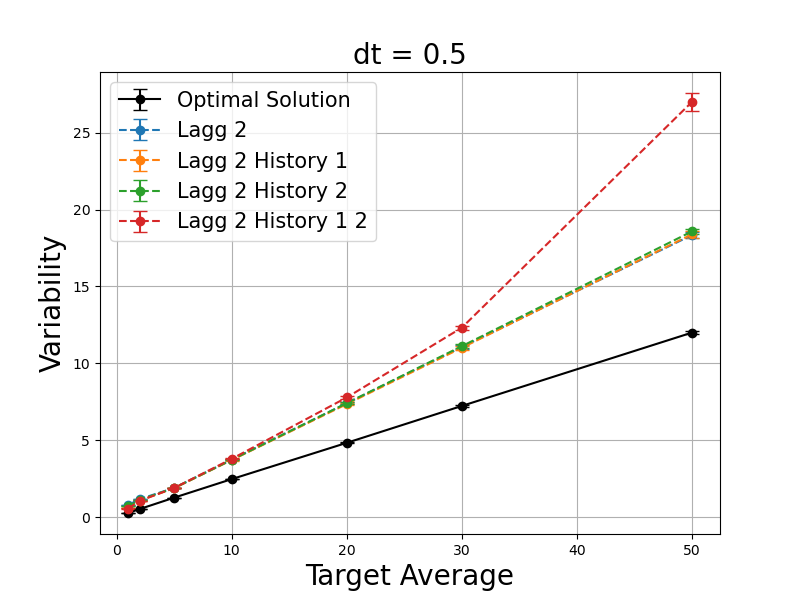 dt = 0.5
Optimal Solution
Lagg 2
Lagg 2 History 1
Lagg 2 History 2
Lagg 2 History 1 2
Variability
25
20
15
10
5
0
0 10 20 30 40 50
Target Average